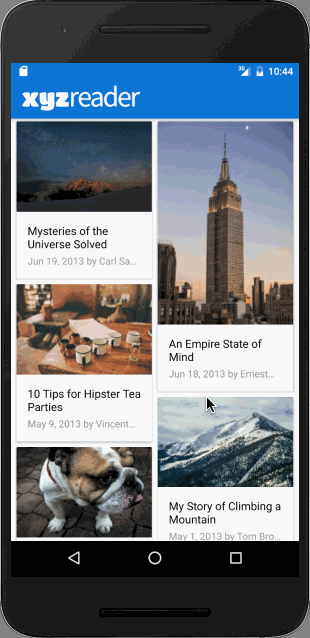 3G 10:44
xyzreader
Mysteries of the
Universe Solved
Jun 19, 2013 by Carl Sa...
An Empire State of
Mind
Jun 18, 2013 by Ernest...
10 Tips for Hipster Tea
Parties
May 9, 2013 by Vincent...
My Story of Climbing a
Mountain
May 1, 2013 by Tom Bro...